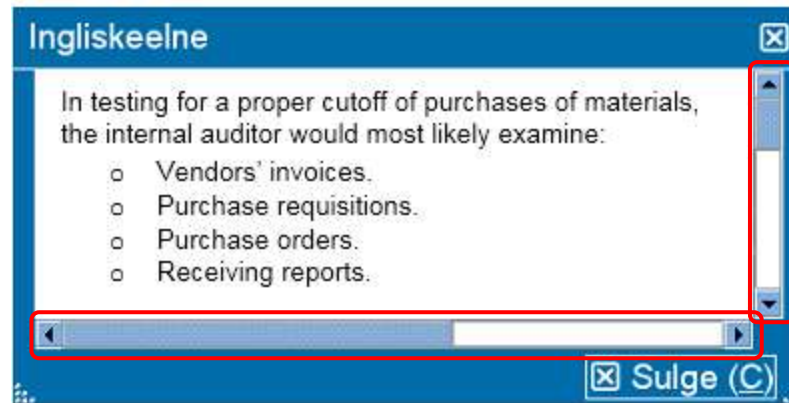 Ingliskeelne
In testing for a proper cutoff of purchases of materials,
the internal auditor would most likely examine:
o Vendors' invoices.
o Purchase requisitions.
o Purchase orders.
o Receiving reports.
Sulge (C)